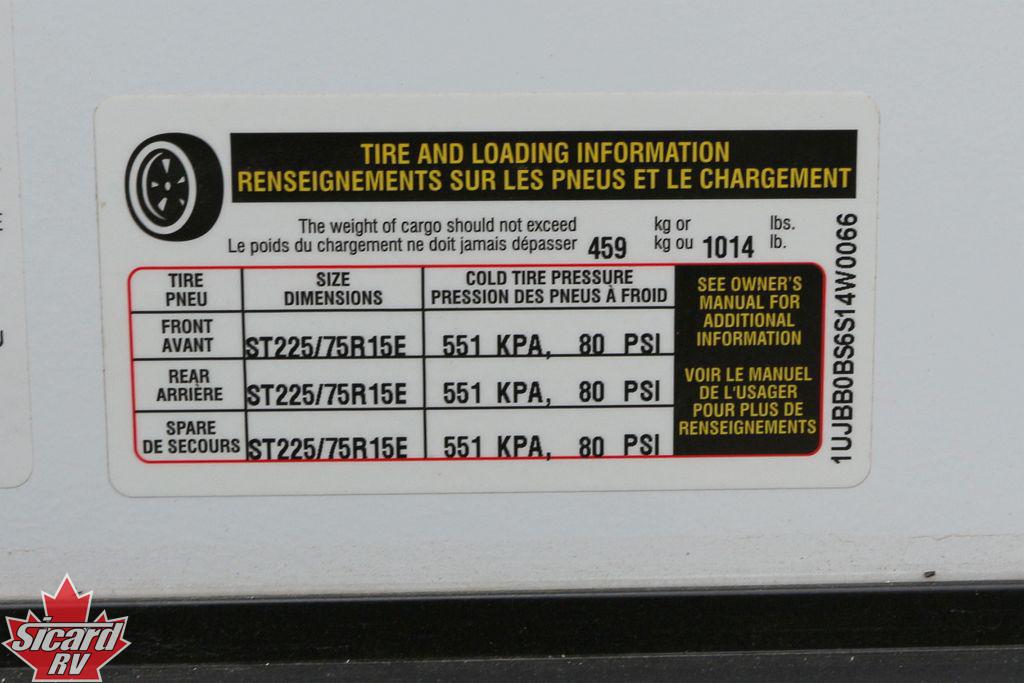 TIRE AND LOADING INFORMATION
RENSEIGNEMENTS SUR LES PNEUS ET LE CHARGEMENT
The weight of cargo should not exceed kg or lbs.
Le poids du chargement ne doit jamais dépasser 459 kg ou 1014 lb.
TIRE SIZE COLD TIRE PRESSURE
PNEU DIMENSIONS PRESSION DES PNEUS À FROID
FRONT
AVANT ST225/75R15E 551 KPA, 80 PSI
REAR
ARRIÈRE ST225/75R15E 551 KPA, 80 PSI
SPARE
DE SECOURS ST225/75R15E 551 KPA, 80 PSI
SEE OWNER'S
MANUAL FOR
ADDITIONAL
INFORMATION
VOIR LE MANUEL
DE L'USAGER
POUR PLUS DE
RENSEIGNEMENTS
1UJBB0BS6S14W0066
Sicard
RV